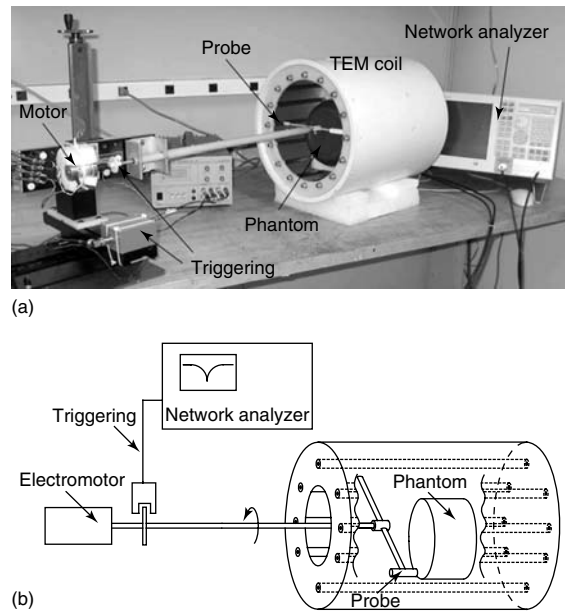 Network analyzer
Probe
TEM coil
Motor
Phantom
Triggering
(a)
Triggering
Network analyzer
Electromotor
Phantom
Probe
(b)